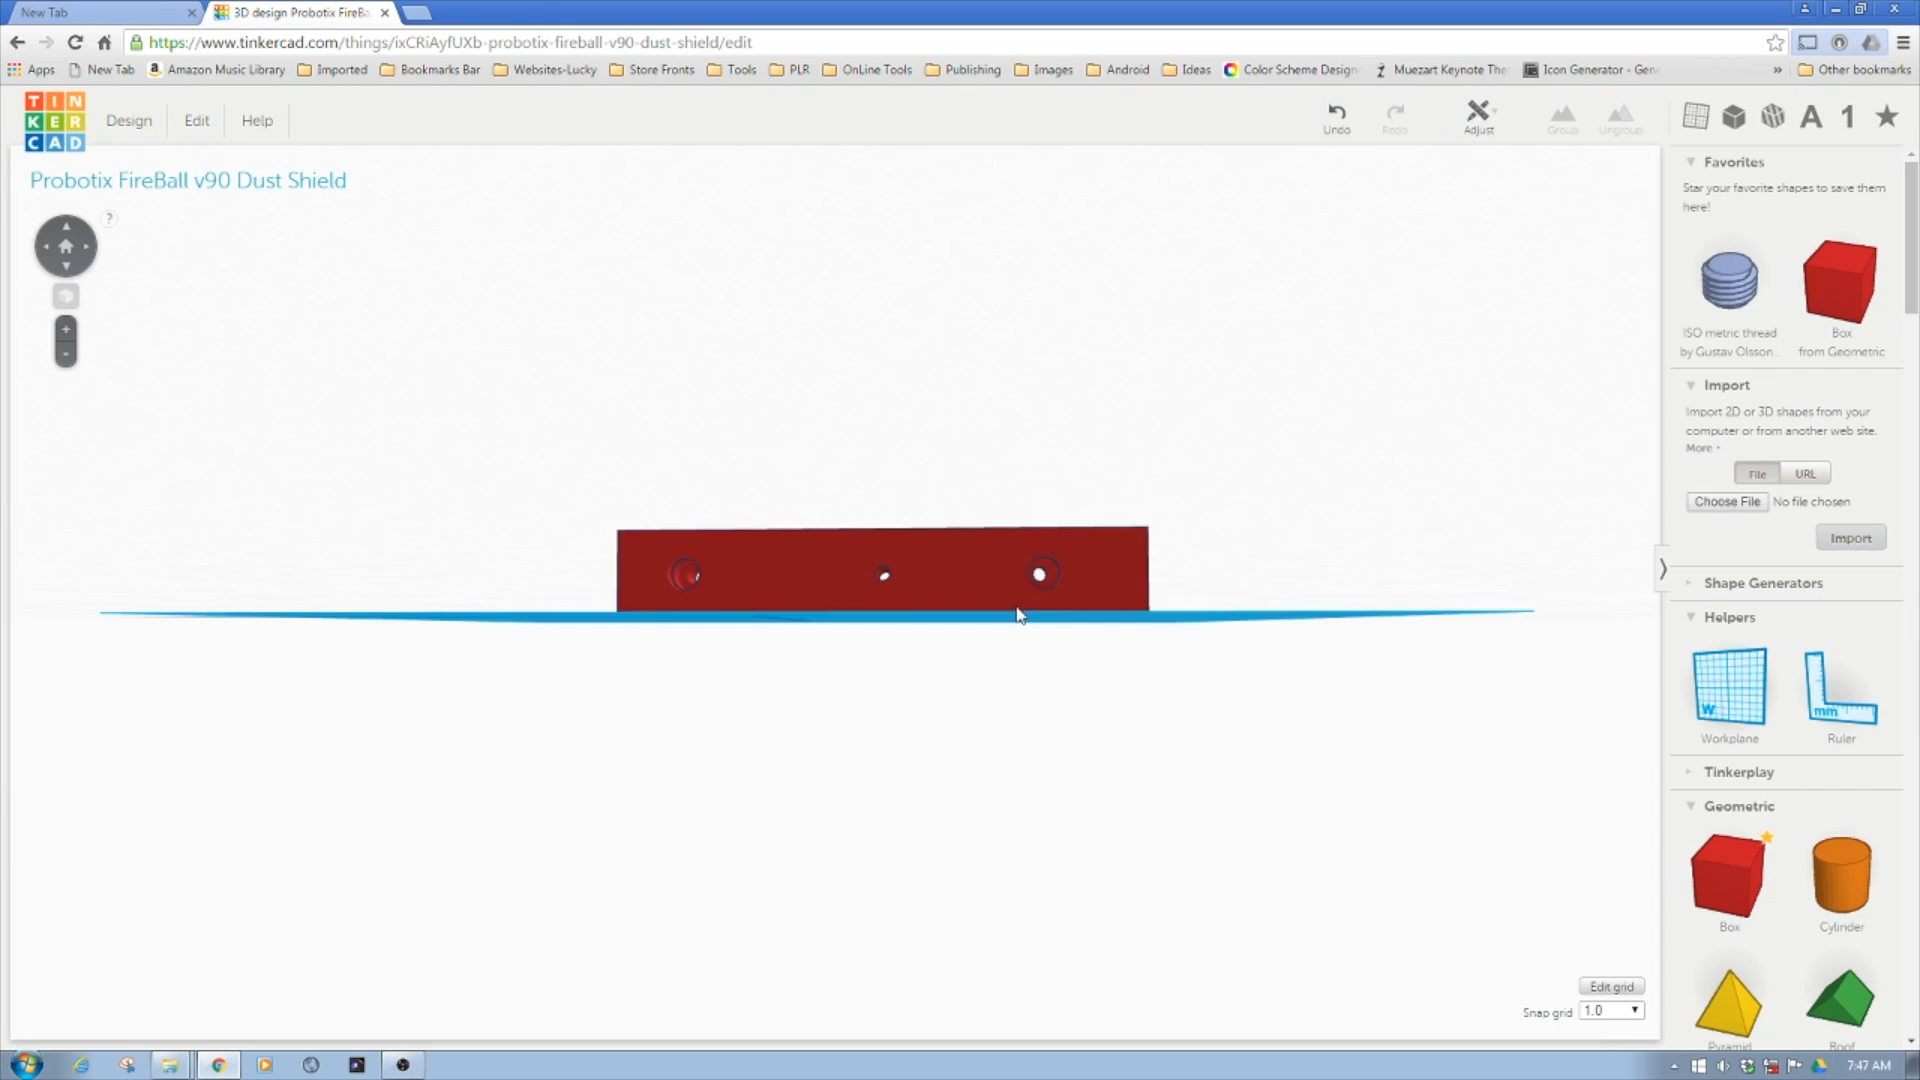 New Tab
3D design Probotix FireBa
https://www.tinkercad.com/things/ixCRiAyfUXb-probotix-fireball-v90-dust-shield/edit
Apps
New Tab
Amazon Music Library
Imported
Bookmarks Bar
Websites-Lucky
Store Fronts
Tools
PLR
OnLine Tools
Publishing
Images
Android
Ideas
Color Scheme Design
Muezart Keynote The
Icon Generator - Gen
»
Other bookmarks
TIN
KER
CAD
Design
Edit
Help
Undo
Redo
Adjust
Group
Ungroup
A
1
Probotix FireBall v90 Dust Shield
?
+
-
Favorites
Star your favorite shapes to save them
here!
ISO metric thread
by Gustav Olsson...
Box
from Geometric
Import
Import 2D or 3D shapes from your
computer or from another web site.
More
File
URL
Choose File
No file chosen
Import
Shape Generators
Helpers
W
mm
Workplane
Ruler
Tinkerplay
Geometric
Box
Cylinder
Pyramid
Roof
Edit grid
Snap grid
1.0
7:47 AM